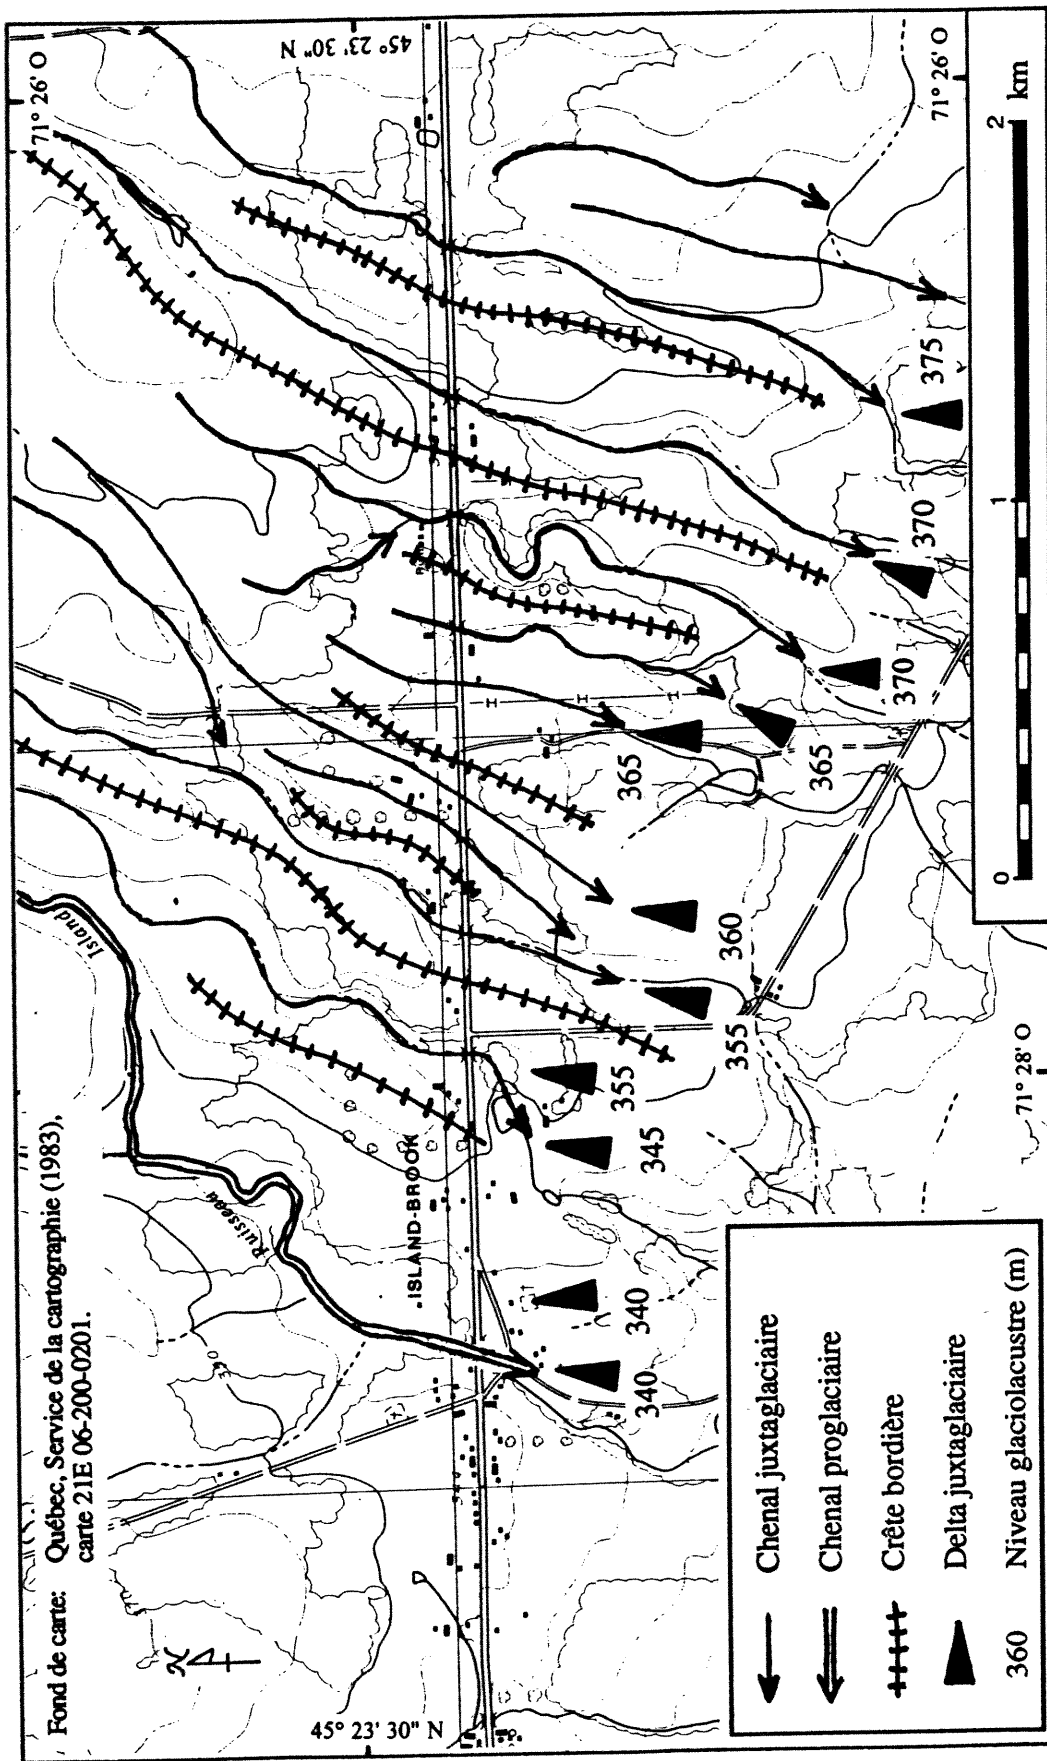 Fond de carte: Québec, Service de la cartographie (1983),
carte 21E 06-200-0201.
71° 26' O
45° 23' 30" N
Island
Ruisseau
ISLAND-BROOK
330
H
H
H
340
340
345
355
355
360
365
365
370
370
375
45° 23' 30" N
71° 28' O
71° 26' O
N
Chenal juxtaglaciaire
Chenal proglaciaire
Crête bordière
Delta juxtaglaciaire
360 Niveau glaciolacustre (m)
0 1 2 km